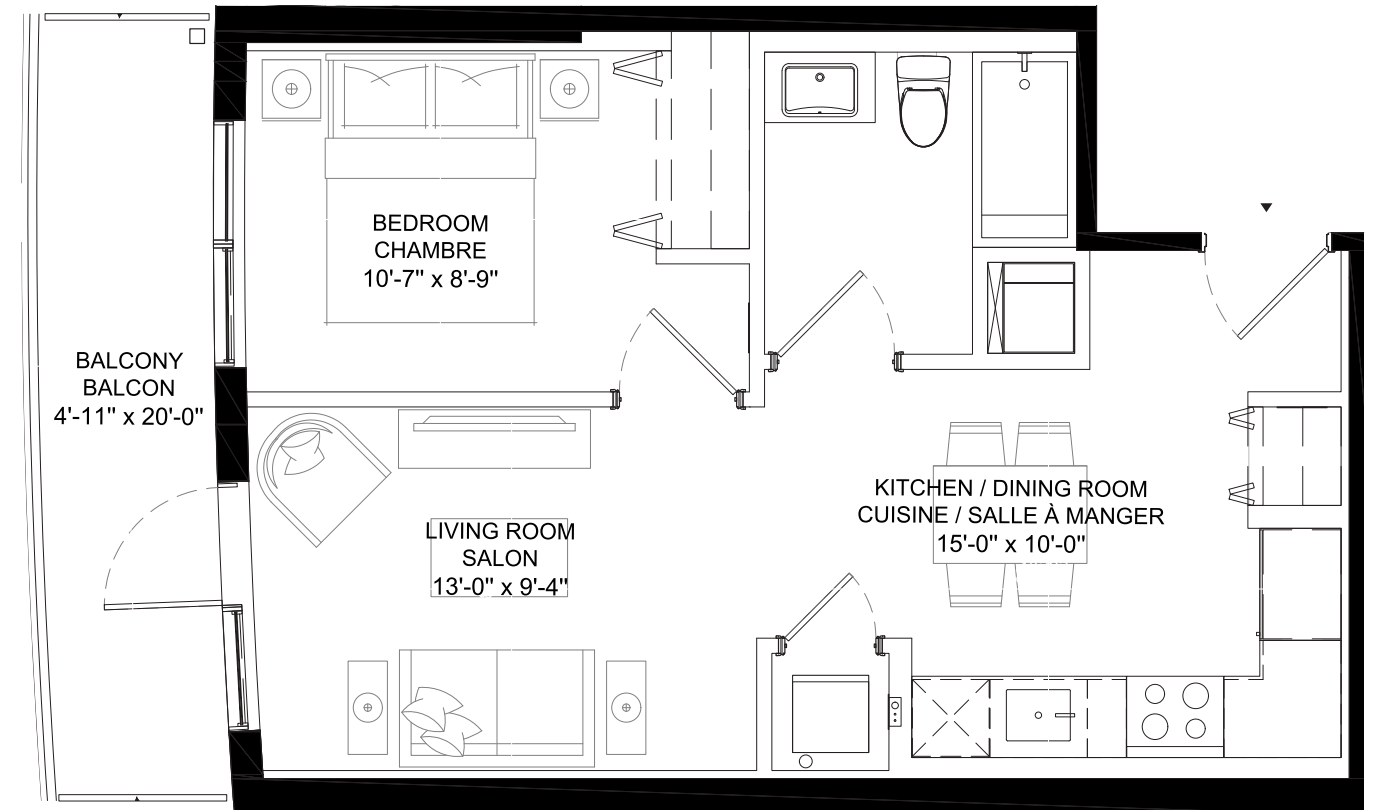 BEDROOM
CHAMBRE
10'-7" x 8'-9"
BALCONY
BALCON
4'-11" x 20'-0"
LIVING ROOM
SALON
13'-0" x 9'-4"
KITCHEN / DINING ROOM
CUISINE / SALLE À MANGER
15'-0" x 10'-0"